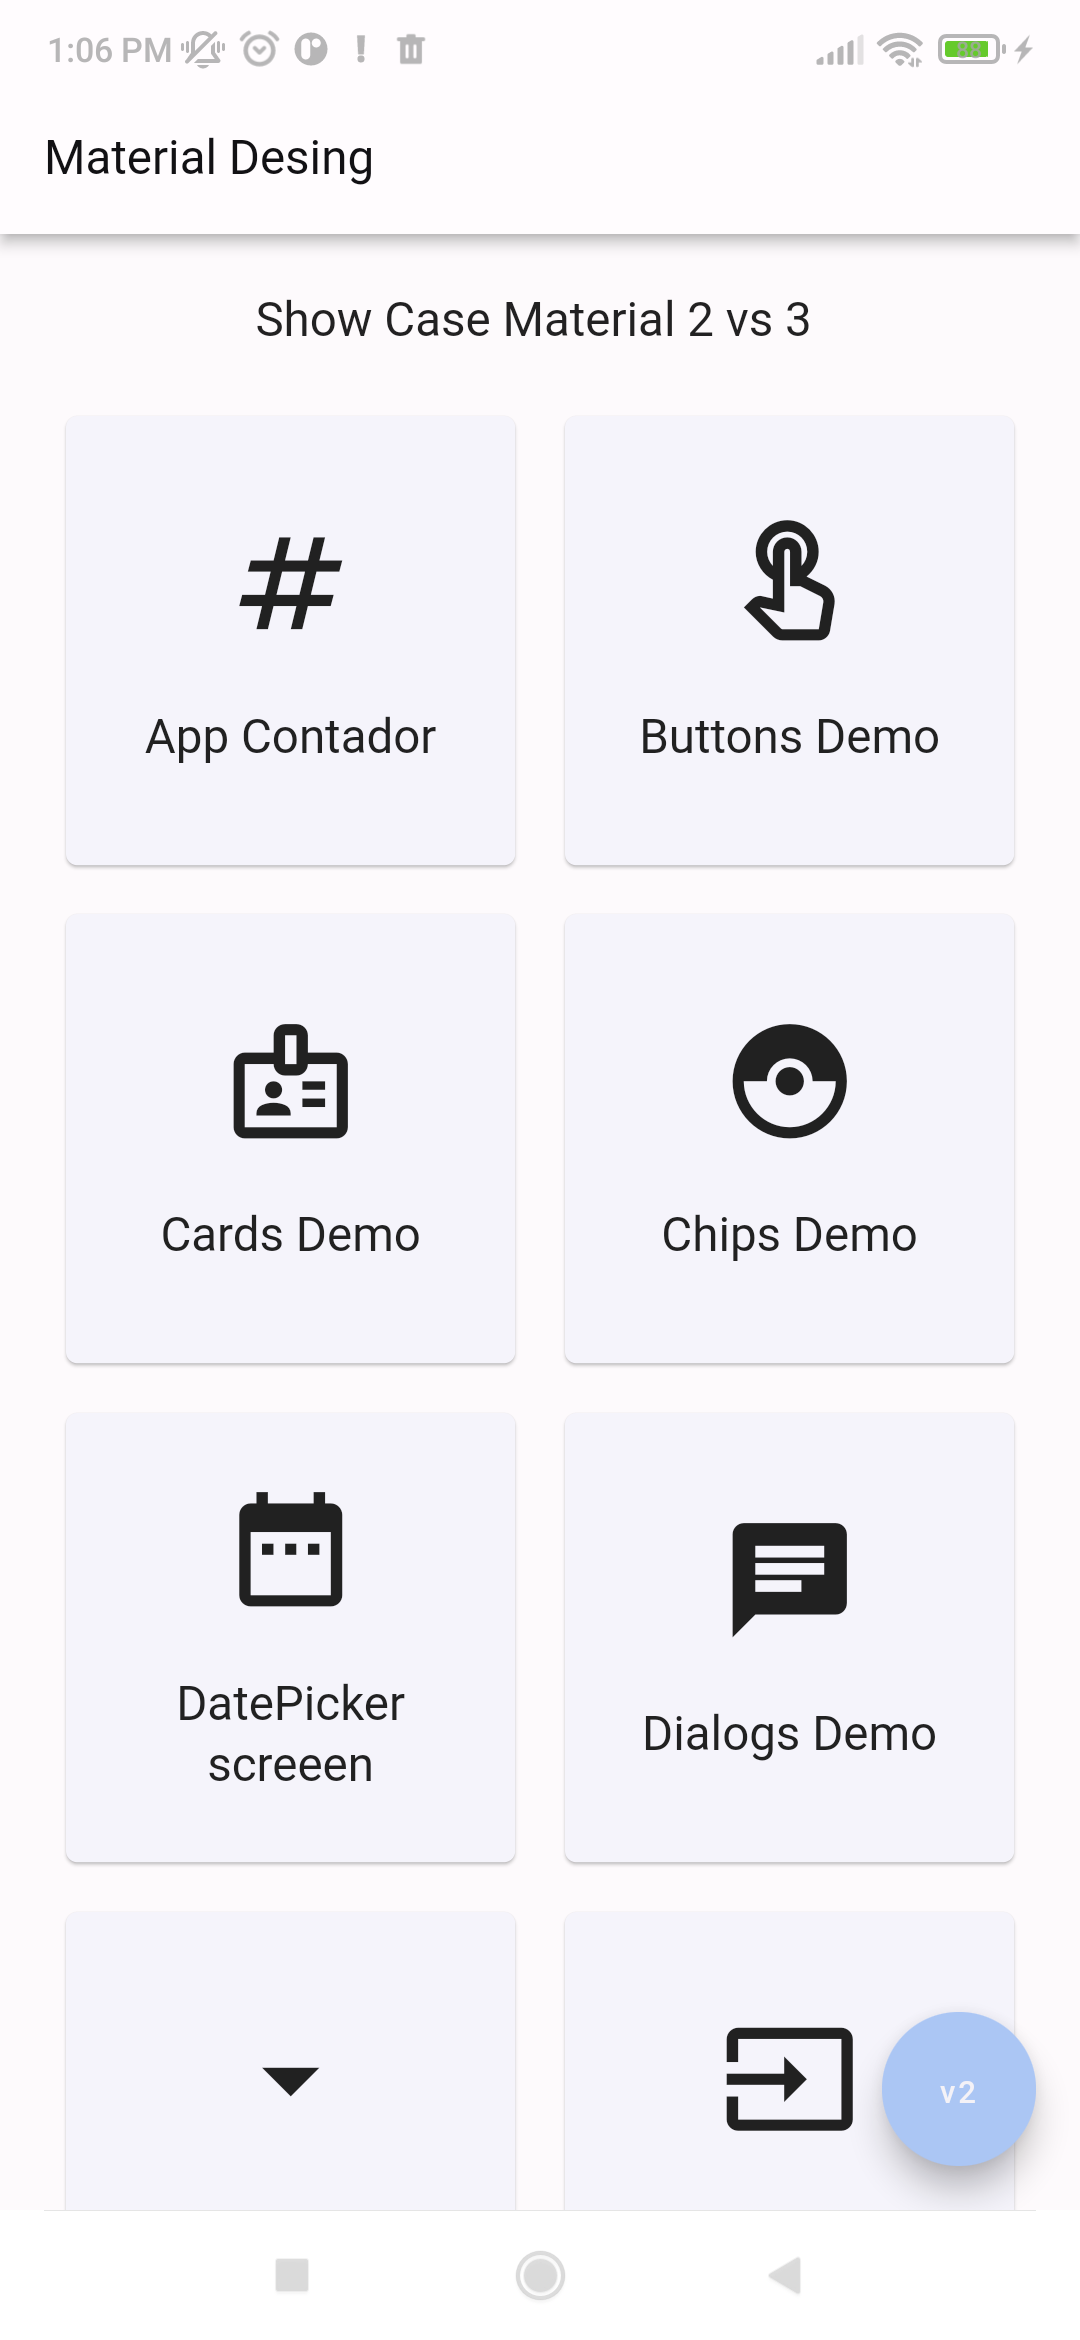 1:06 PM
88
Material Desing
Show Case Material 2 vs 3
App Contador
Buttons Demo
Cards Demo
Chips Demo
DatePicker
screeen
Dialogs Demo
v2